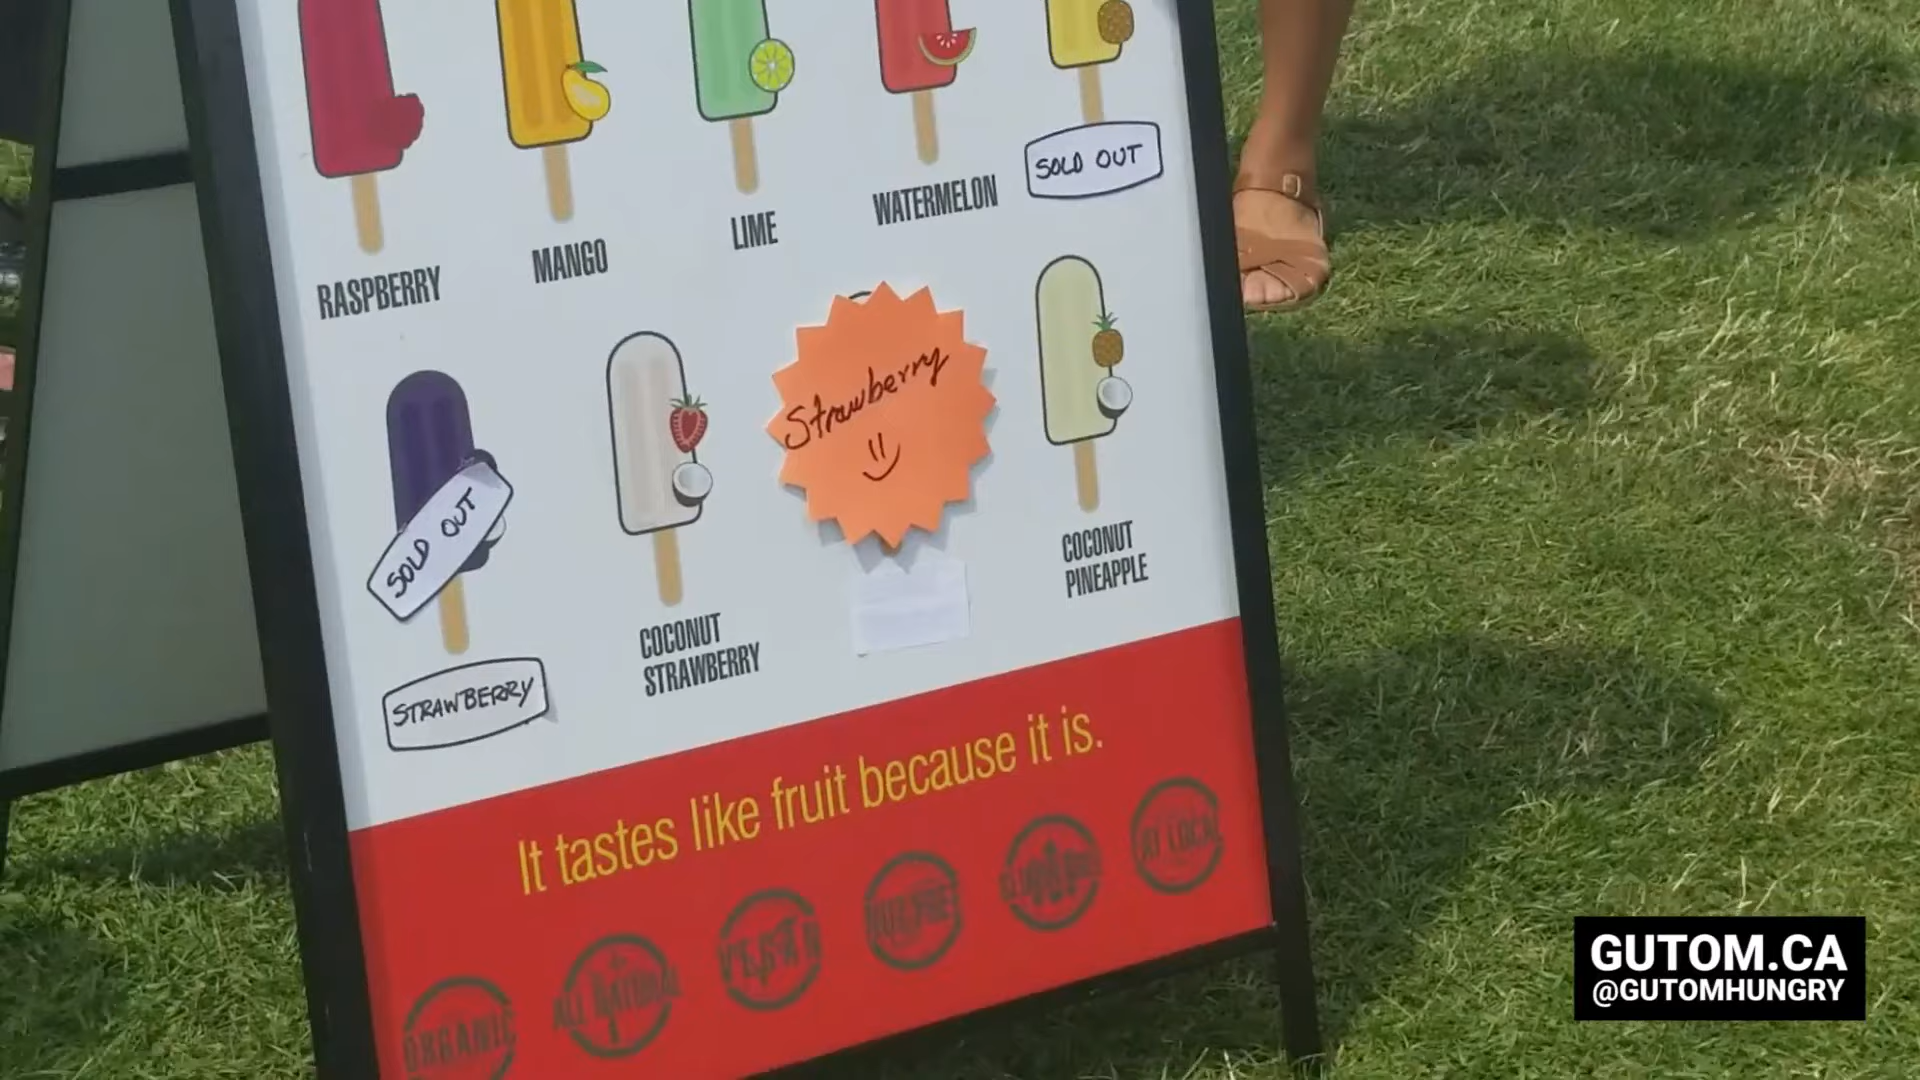 RASPBERRY
MANGO
LIME
WATERMELON
SOLD OUT
SOLD OUT
STRAWBERRY
COCONUT
STRAWBERRY
Strawberry
COCONUT
PINEAPPLE
It tastes like fruit because it is.
ORGANIC
ALL NATURAL
VEGAN
GUTOM.CA
@GUTOMHUNGRY